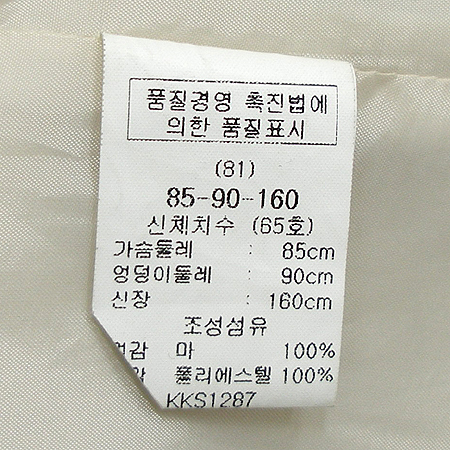 품질경영 촉진법에
의한 품질표시
(81)
85-90-160
신체치수 (65호)
가슴둘레 : 85cm
엉덩이둘레 : 90cm
신장 : 160cm
조성섬유
마 100%
폴리에스텔 100%
KKS1287